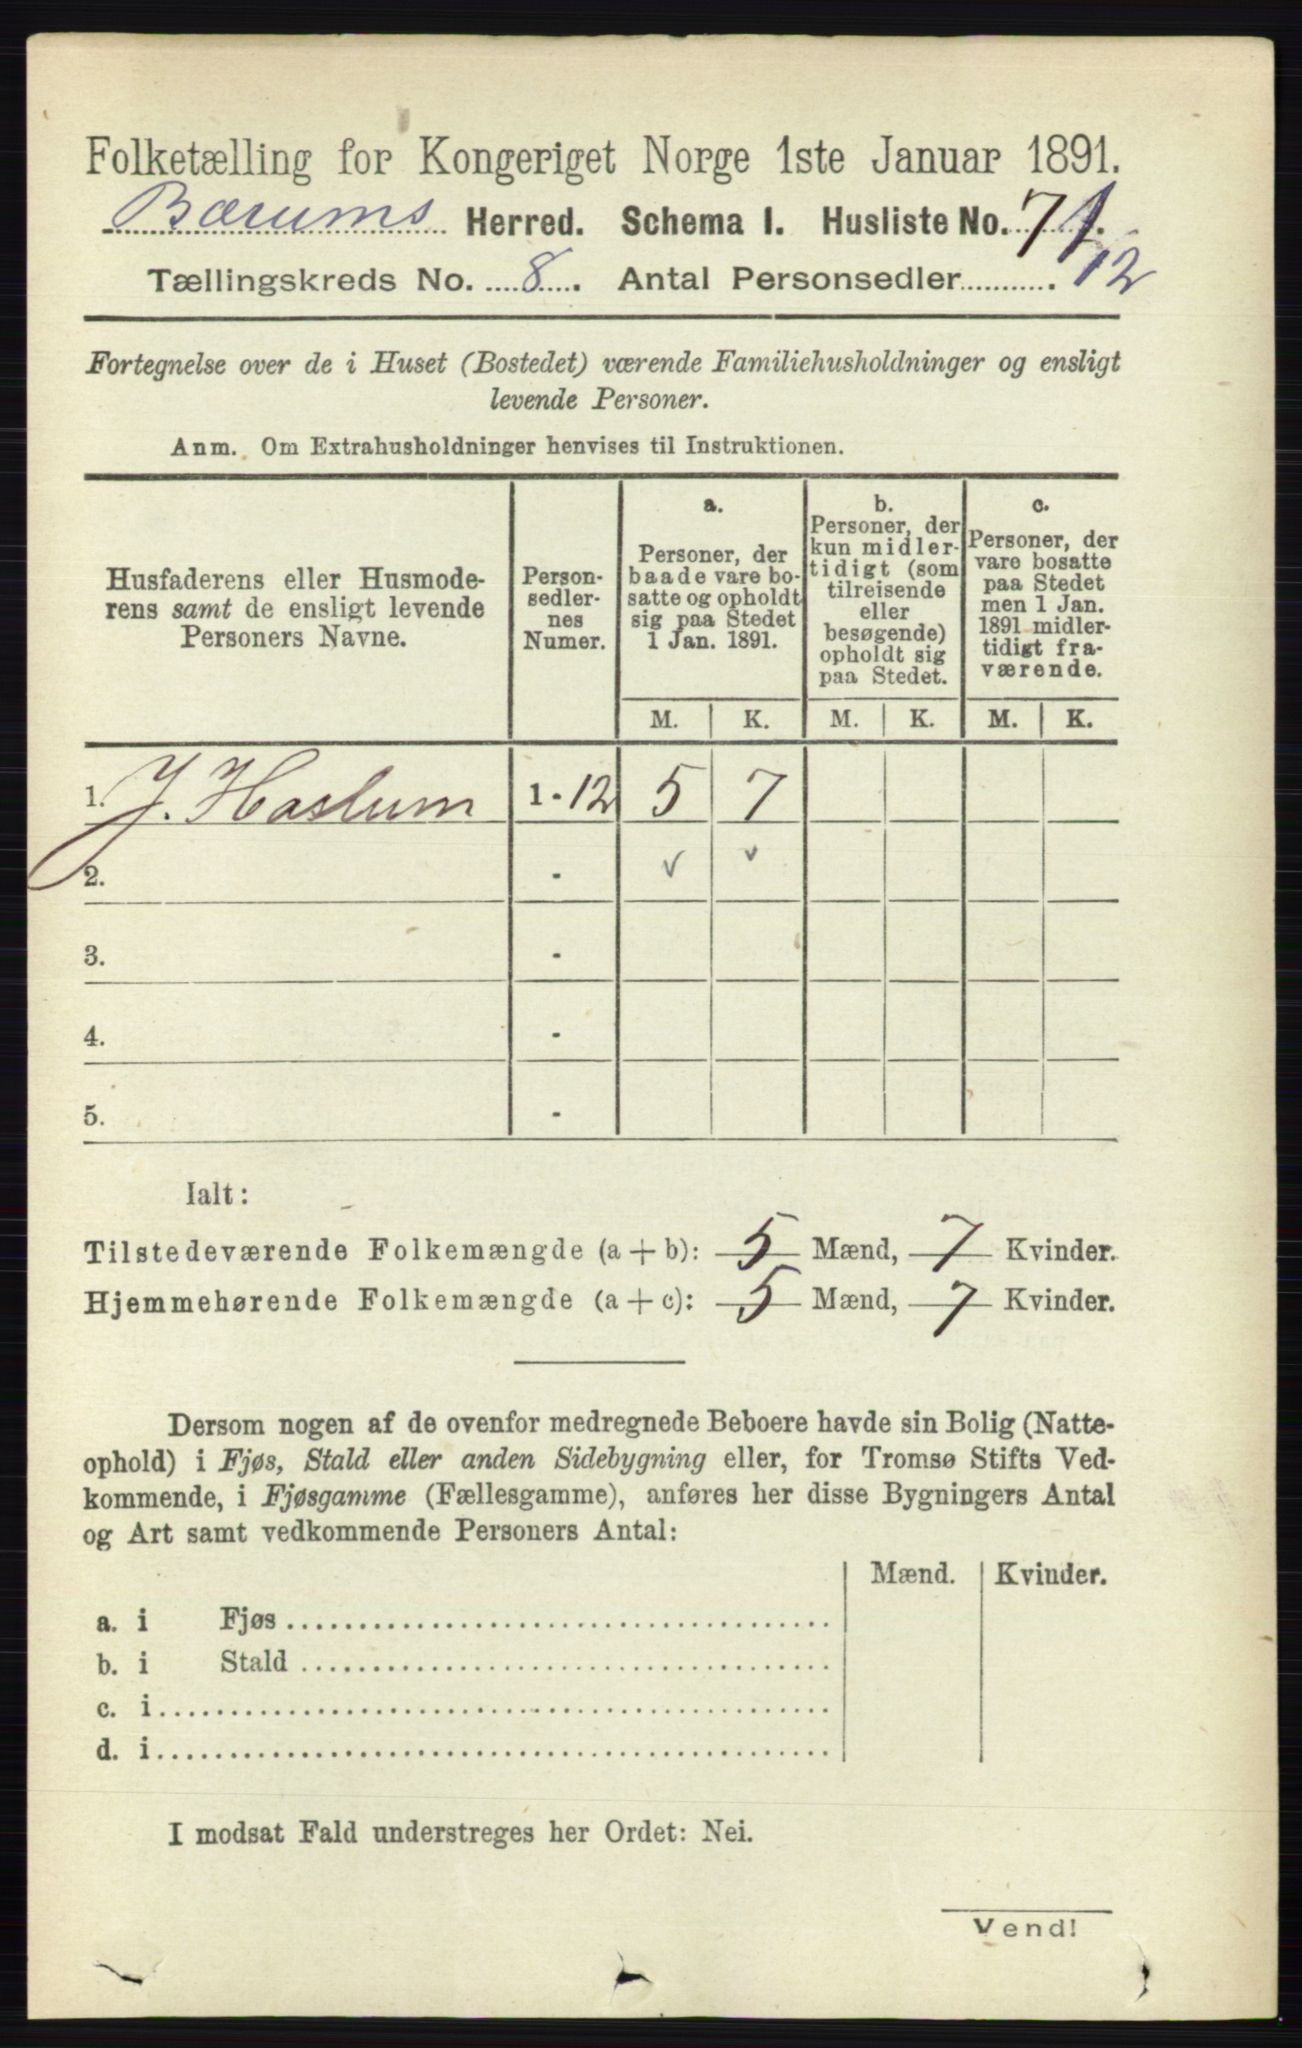 Folketælling for Kongeriget Norge 1ste Januar 1891.
Bærums Herred. Schema I. Husliste No. 71.
Tællingskreds No. 8. Antal Personsedler 12
Fortegnelse over de i Huset (Bostedet) værende Familiehusholdninger og ensligt
levende Personer.
Anm. Om Extrahusholdninger henvises til Instruktionen.
Husfaderens eller Husmode-
rens samt de ensligt levende
Personers Navne.
Person-
sedler-
nes
Numer.
a.
Personer, der
baade vare bo-
satte og opholdt
sig paa Stedet
1 Jan. 1891.
b.
Personer, der
kun midler-
tidigt (som
tilreisende
eller
besøgende)
opholdt sig
paa Stedet.
c.
Personer, der
vare bosatte
paa Stedet
men 1 Jan.
1891 midler-
tidigt fra-
værende.
M. K. M. K. M. K.
1. J. Haslum 1-12 5 7
2. - ✓ ✓
3. -
4. -
5. -
Ialt:
Tilstedeværende Folkemængde (a + b): 5 Mænd, 7 Kvinder.
Hjemmehørende Folkemængde (a + c): 5 Mænd, 7 Kvinder.
Dersom nogen af de ovenfor medregnede Beboere havde sin Bolig (Natte-
ophold) i Fjøs, Stald eller anden Sidebygning eller, for Tromsø Stifts Ved-
kommende, i Fjøsgamme (Fællesgamme), anføres her disse Bygningers Antal
og Art samt vedkommende Personers Antal:
Mænd. Kvinder.
a. i Fjøs
b. i Stald
c. i
d. i
I modsat Fald understreges her Ordet: Nei.
Vend!